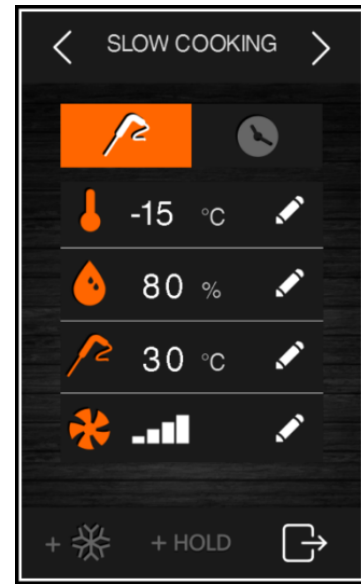 SLOW COOKING
-15 °C
80 %
30 °C
+
+ HOLD